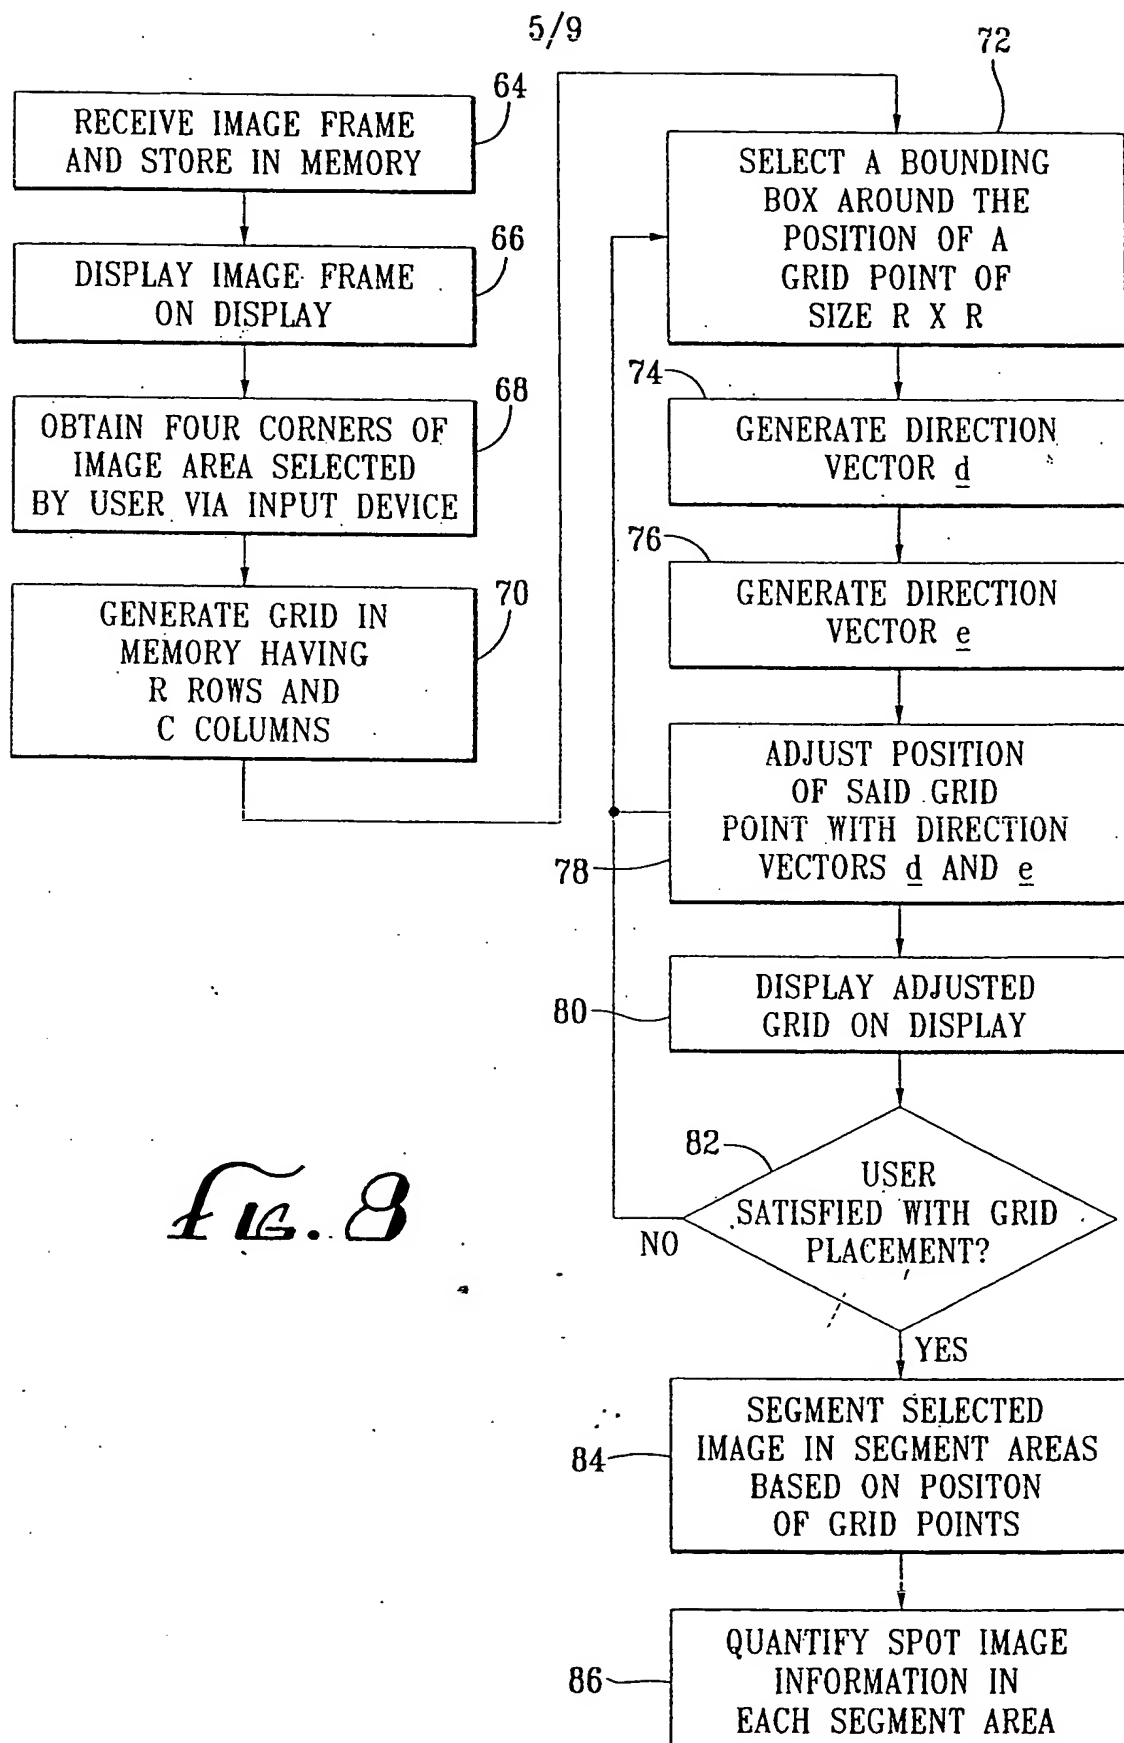 5/9
64
RECEIVE IMAGE FRAME
AND STORE IN MEMORY
66
DISPLAY IMAGE FRAME
ON DISPLAY
68
OBTAIN FOUR CORNERS OF
IMAGE AREA SELECTED
BY USER VIA INPUT DEVICE
70
GENERATE GRID IN
MEMORY HAVING
R ROWS AND
C COLUMNS
72
SELECT A BOUNDING
BOX AROUND THE
POSITION OF A
GRID POINT OF
SIZE R X R
74
GENERATE DIRECTION
VECTOR d
76
GENERATE DIRECTION
VECTOR e
78
ADJUST POSITION
OF SAID GRID
POINT WITH DIRECTION
VECTORS d AND e
80
DISPLAY ADJUSTED
GRID ON DISPLAY
82
USER
SATISFIED WITH GRID
PLACEMENT?
NO
YES
84
SEGMENT SELECTED
IMAGE IN SEGMENT AREAS
BASED ON POSITON
OF GRID POINTS
86
QUANTIFY SPOT IMAGE
INFORMATION IN
EACH SEGMENT AREA
FIG. 8